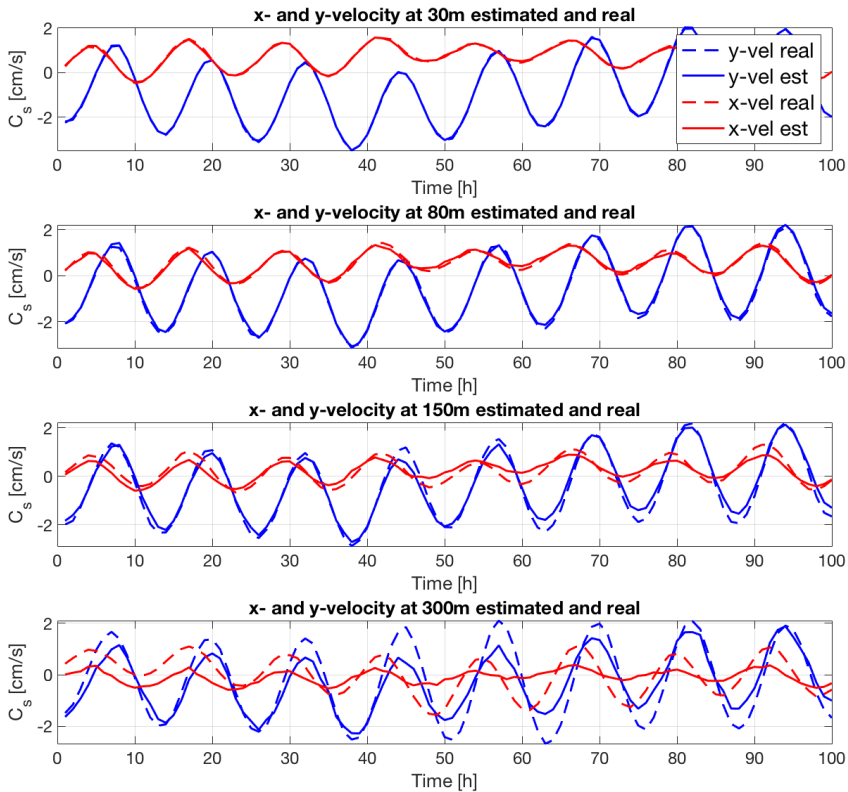 x- and y-velocity at 30m estimated and real
2
0
-2
C_s [cm/s]
y-vel real
y-vel est
x-vel real
x-vel est
0 10 20 30 40 50 60 70 80 90 100
Time [h]
x- and y-velocity at 80m estimated and real
2
0
-2
C_s [cm/s]
0 10 20 30 40 50 60 70 80 90 100
Time [h]
x- and y-velocity at 150m estimated and real
2
0
-2
C_s [cm/s]
0 10 20 30 40 50 60 70 80 90 100
Time [h]
x- and y-velocity at 300m estimated and real
2
0
-2
C_s [cm/s]
0 10 20 30 40 50 60 70 80 90 100
Time [h]